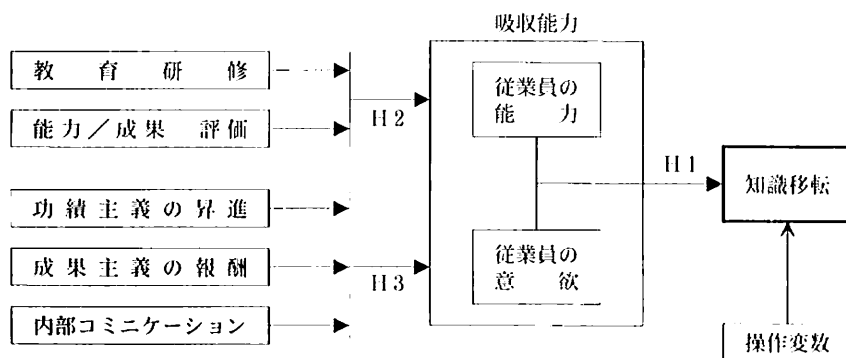 吸収能力
教育研修
能力／成果 評価
H2
従業員の
能力
H1
知識移転
功績主義の昇進
成果主義の報酬
H3
内部コミニケーション
従業員の
意欲
操作変数